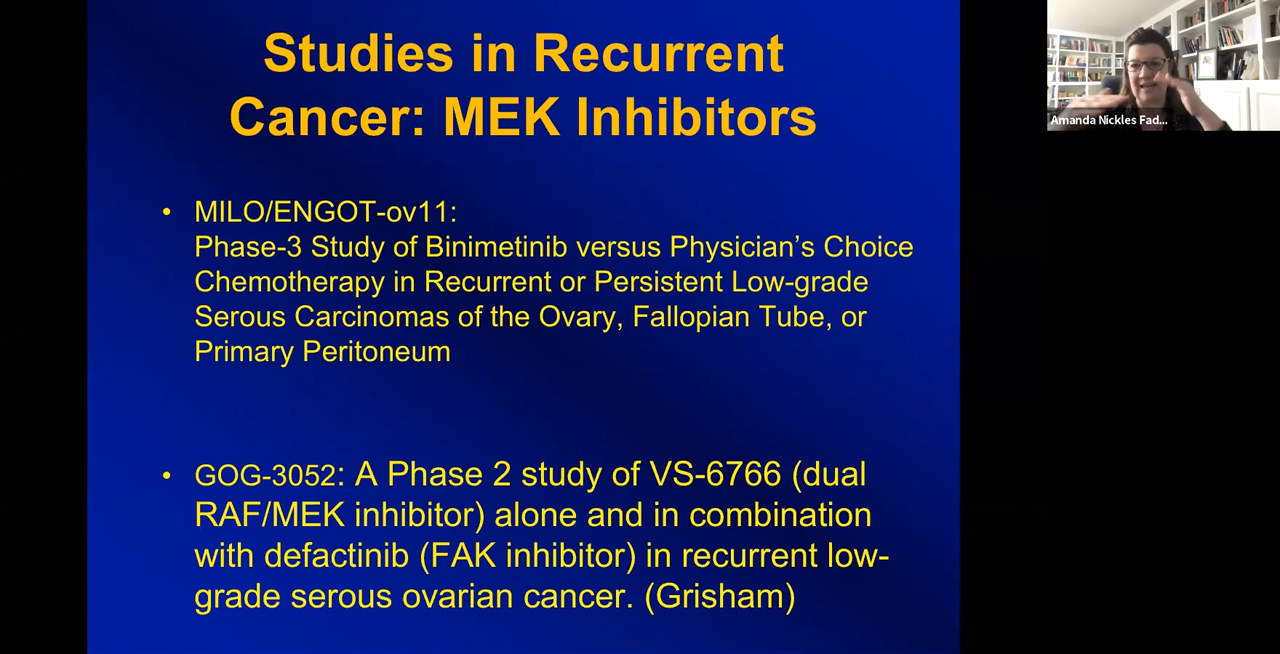 Studies in Recurrent
Cancer: MEK Inhibitors
• MILO/ENGOT-ov11:
Phase-3 Study of Binimetinib versus Physician’s Choice
Chemotherapy in Recurrent or Persistent Low-grade
Serous Carcinomas of the Ovary, Fallopian Tube, or
Primary Peritoneum
• GOG-3052: A Phase 2 study of VS-6766 (dual
RAF/MEK inhibitor) alone and in combination
with defactinib (FAK inhibitor) in recurrent low-
grade serous ovarian cancer. (Grisham)
Amanda Nickles Fad...